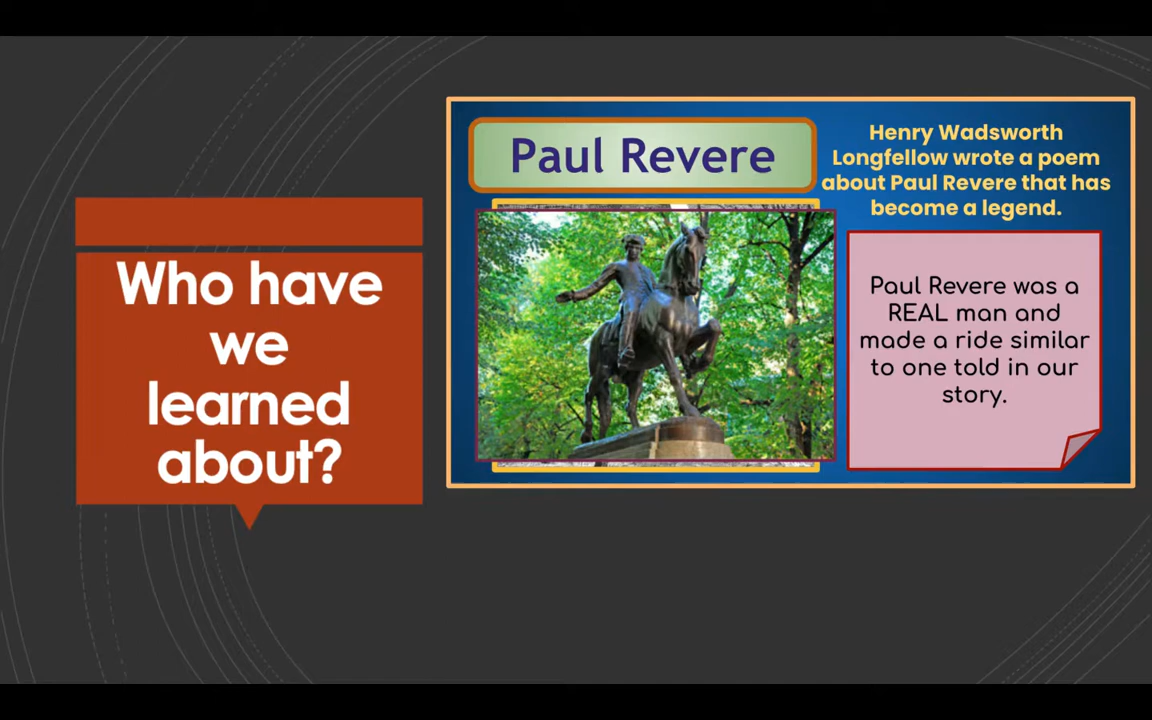 Who have
we
learned
about?
Paul Revere
Henry Wadsworth
Longfellow wrote a poem
about Paul Revere that has
become a legend.
Paul Revere was a
REAL man and
made a ride similar
to one told in our
story.